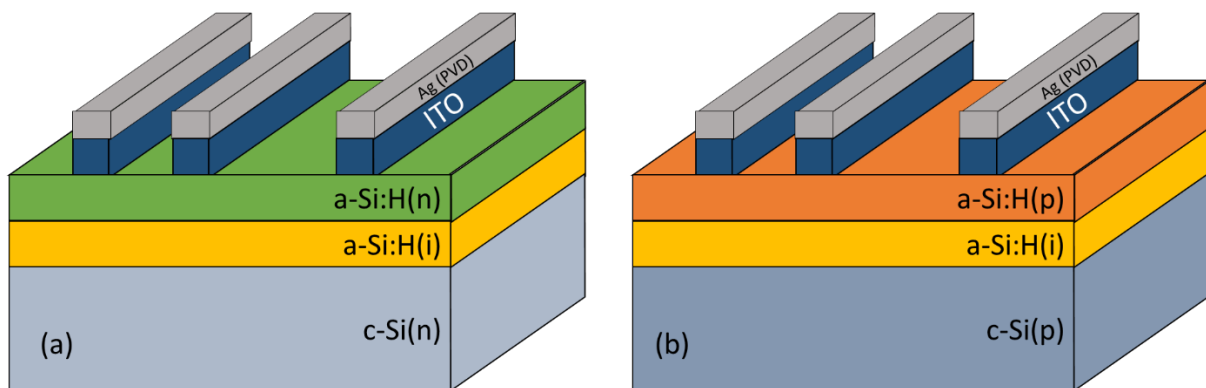 Ag (PVD)
ITO
a-Si:H(n)
a-Si:H(i)
(a)
c-Si(n)
Ag (PVD)
ITO
a-Si:H(p)
a-Si:H(i)
(b)
c-Si(p)